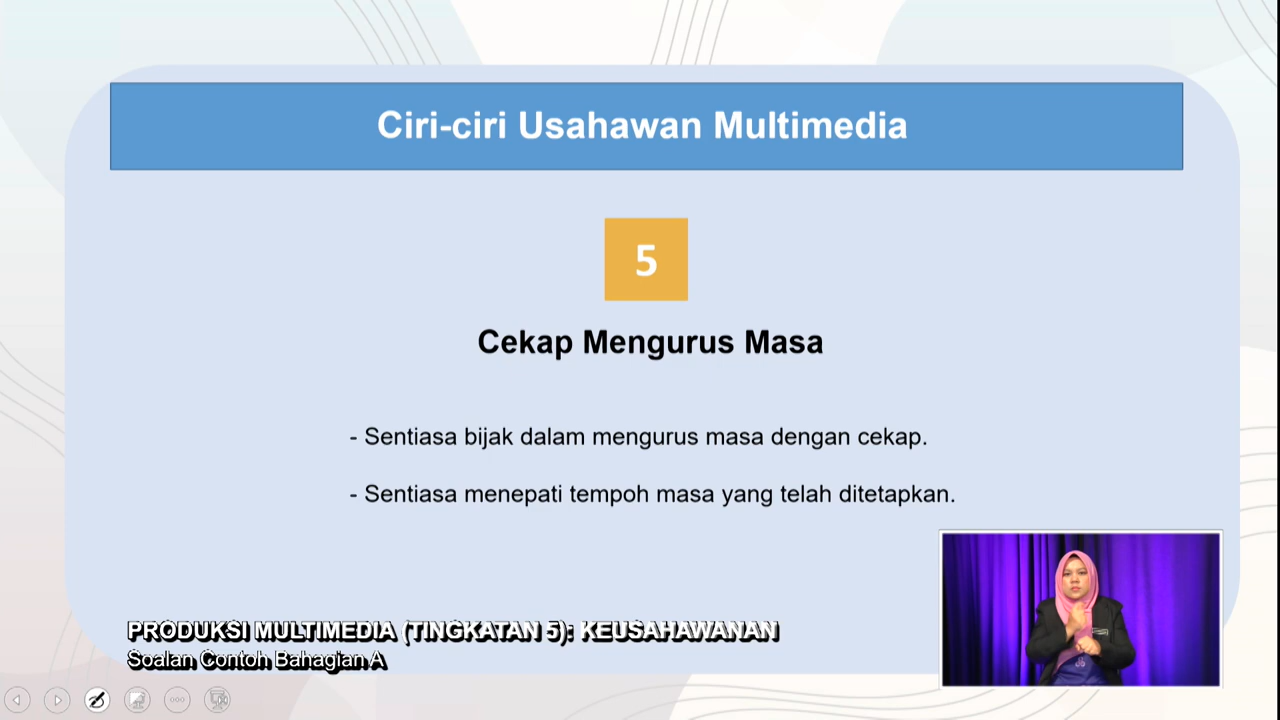 Ciri-ciri Usahawan Multimedia
5
Cekap Mengurus Masa
- Sentiasa bijak dalam mengurus masa dengan cekap.
- Sentiasa menepati tempoh masa yang telah ditetapkan.
PRODUKSI MULTIMEDIA (TINGKATAN 5): KEUSAHAWANAN
Soalan Contoh Bahagian A